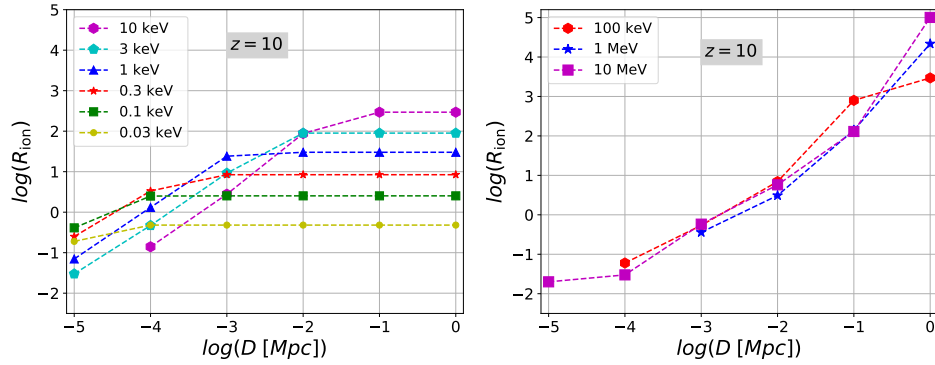 10 keV
3 keV
1 keV
0.3 keV
0.1 keV
0.03 keV
z = 10
5
4
3
2
1
0
−1
−2
log(R_ion)
−5 −4 −3 −2 −1 0
log(D [Mpc])
100 keV
1 MeV
10 MeV
z = 10
5
4
3
2
1
0
−1
−2
log(R_ion)
−5 −4 −3 −2 −1 0
log(D [Mpc])